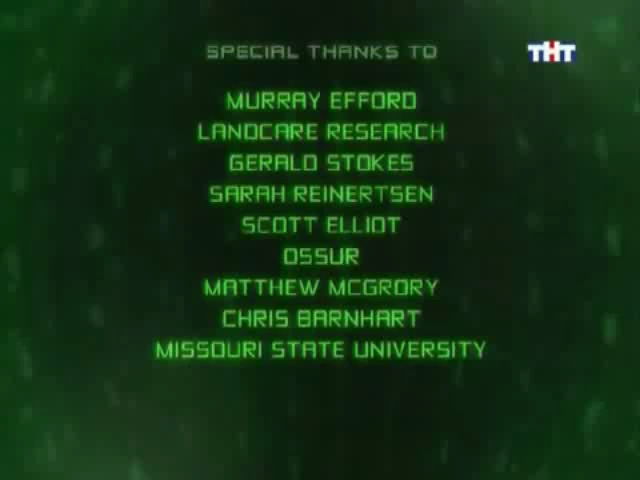 SPECIAL THANKS TO
ТНТ
MURRAY EFFORD
LANDCARE RESEARCH
GERALD STOKES
SARAH REINERTSEN
SCOTT ELLIOT
OSSUR
MATTHEW MCGRORY
CHRIS BARNHART
MISSOURI STATE UNIVERSITY